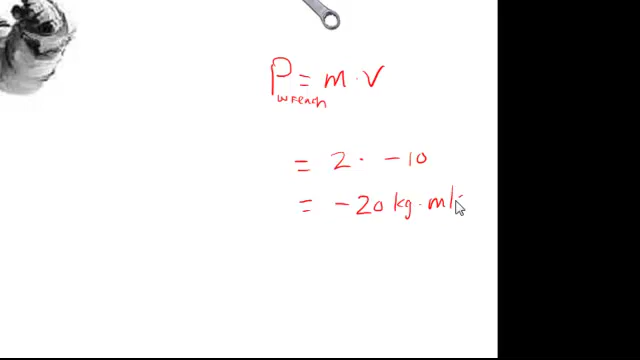 P = m · v
wrench
= 2 · -10
= -20 kg · m/